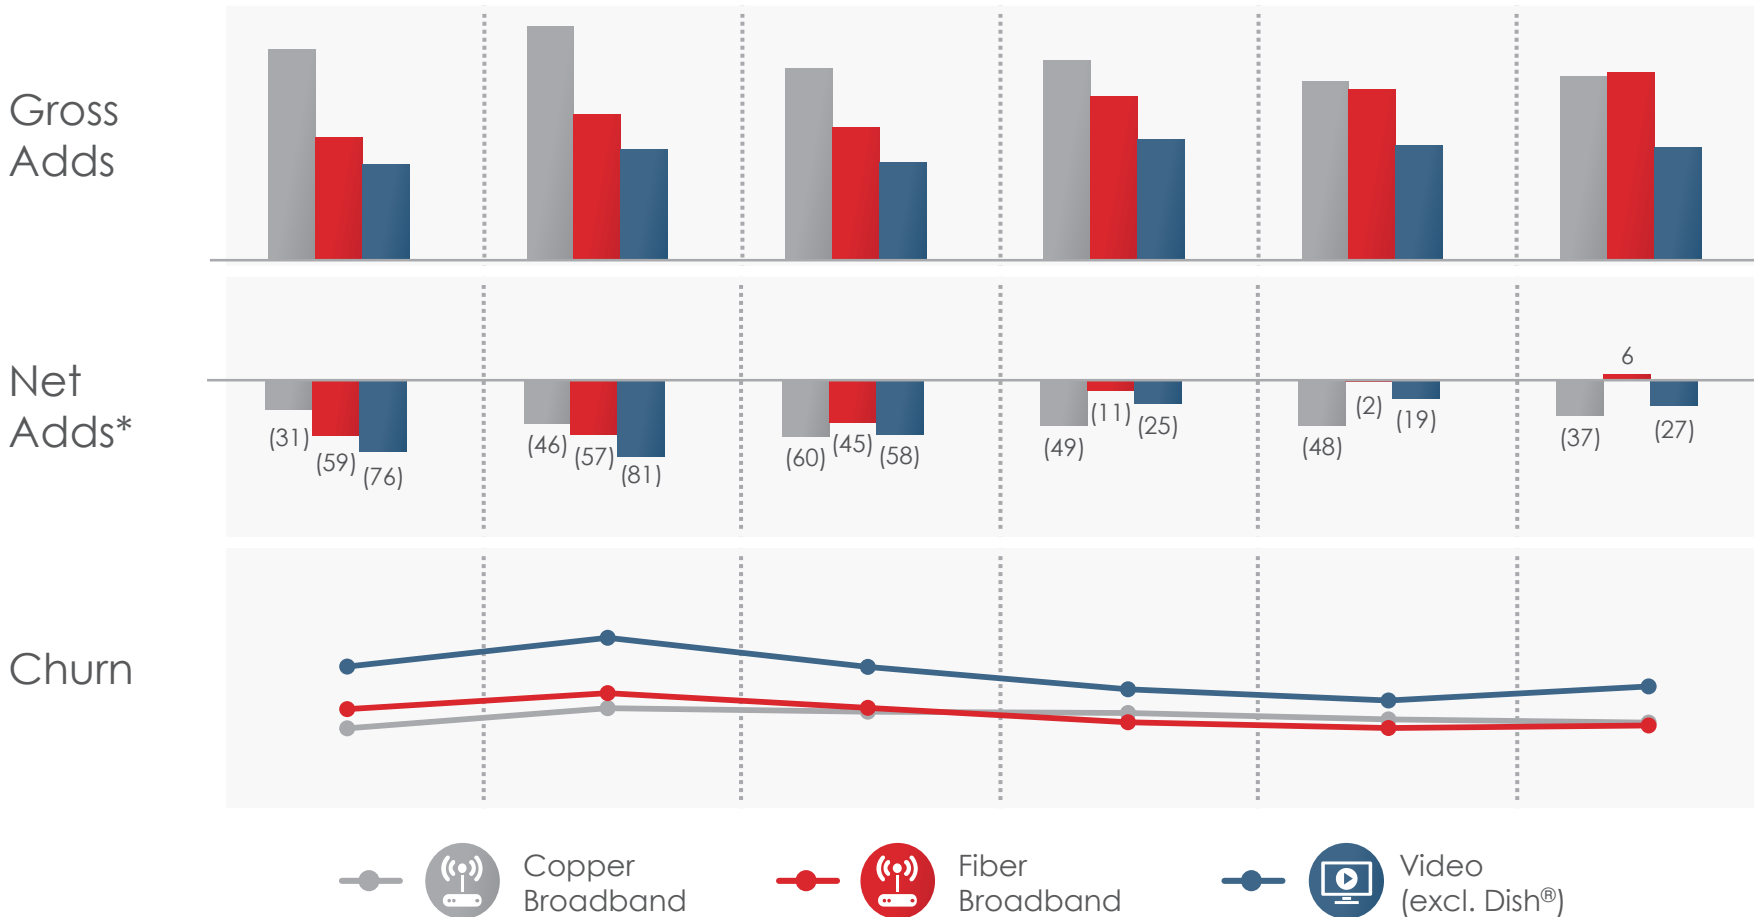 Gross
Adds
Net
Adds*
6
(31)
(59)
(76)
(46)
(57)
(81)
(60)
(45)
(58)
(49)
(11)
(25)
(48)
(2)
(19)
(37)
(27)
Churn
Copper
Broadband
Fiber
Broadband
Video
(excl. Dish®)